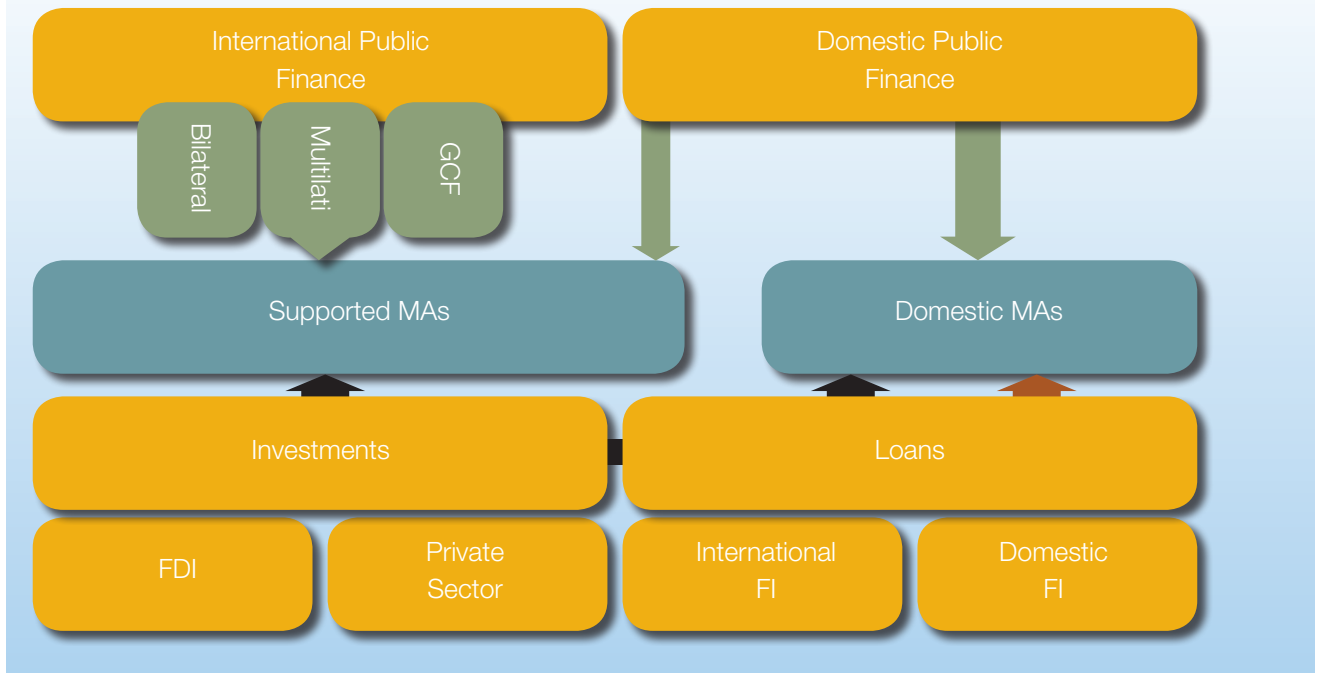 International Public
Finance
Domestic Public
Finance
Bilateral
Multilati
GCF
Supported MAs
Domestic MAs
Investments
Loans
FDI
Private
Sector
International
FI
Domestic
FI